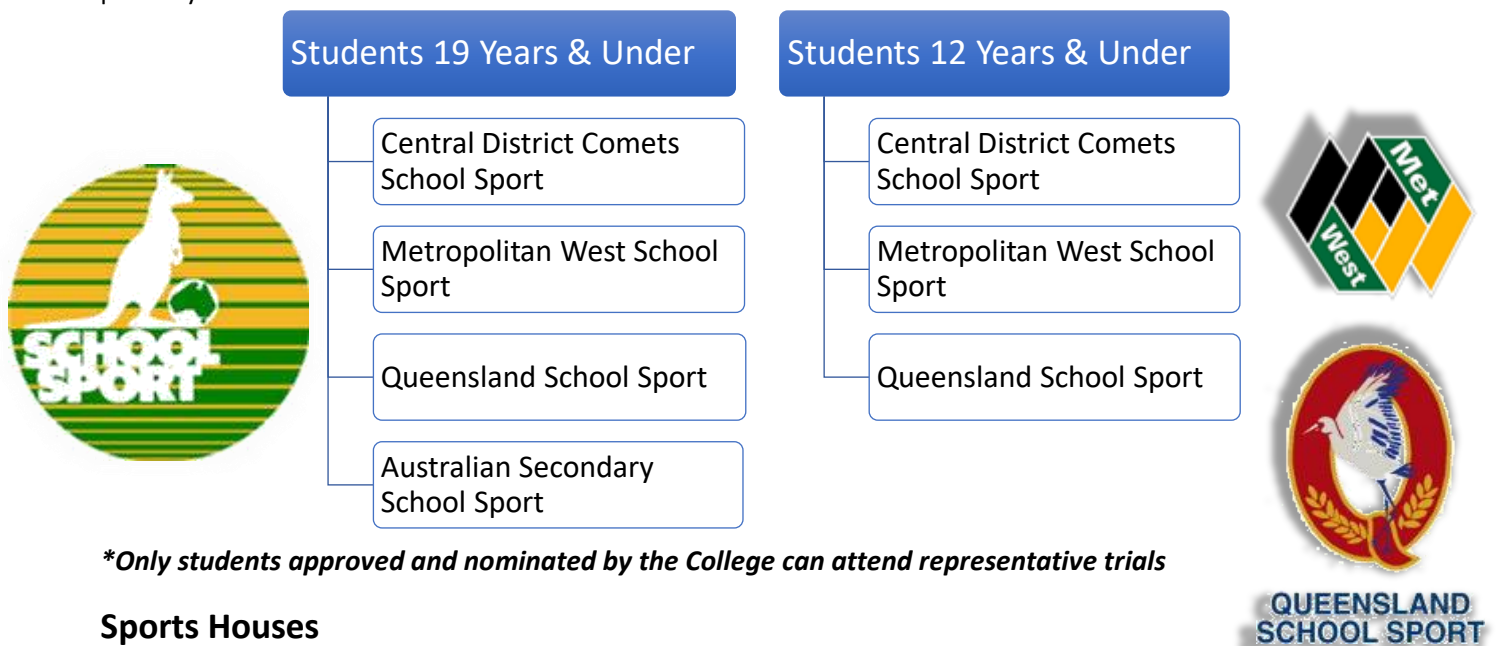 Students 19 Years & Under
Central District Comets
School Sport
Metropolitan West School
Sport
Queensland School Sport
Australian Secondary
School Sport
Students 12 Years & Under
Central District Comets
School Sport
Metropolitan West School
Sport
Queensland School Sport
SCHOOL
SPORT
Met
West
QUEENSLAND
SCHOOL SPORT
*Only students approved and nominated by the College can attend representative trials
Sports Houses